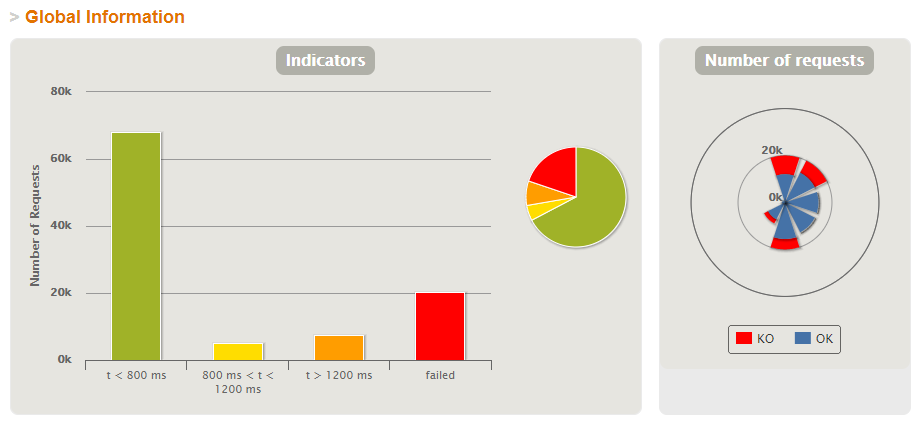 > Global Information
Indicators
Number of requests
80k
60k
40k
20k
0k
Number of Requests
t < 800 ms
800 ms < t <
1200 ms
t > 1200 ms
failed
20k
0k
KO
OK